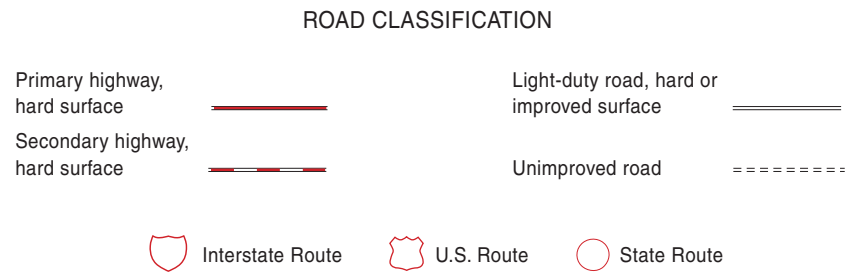 ROAD CLASSIFICATION
Primary highway,
hard surface
Secondary highway,
hard surface
Light-duty road, hard or
improved surface
Unimproved road
Interstate Route
U.S. Route
State Route